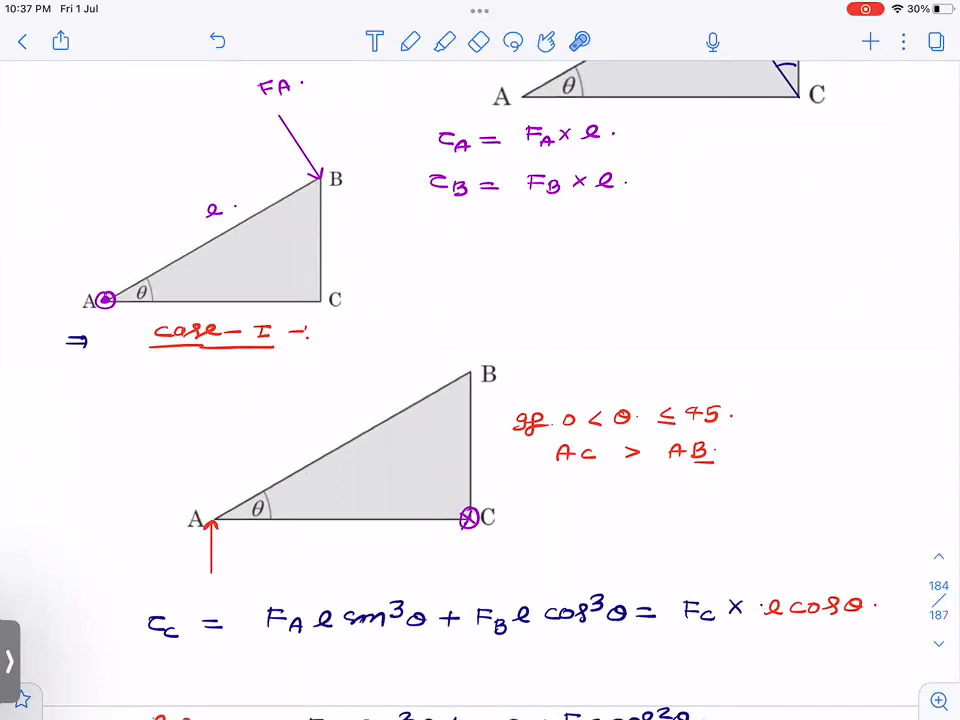 10:37 PM Fri 1 Jul
30%
FA.
A θ C
τA = FA × l.
τB = FB × l.
B
l.
A θ C
⇒ case - I -:
B
If 0 < θ ≤ 45.
AC > AB.
A θ C
184
/
187
τC = FA l sin³θ + FB l cos³θ = FC × l cosθ.